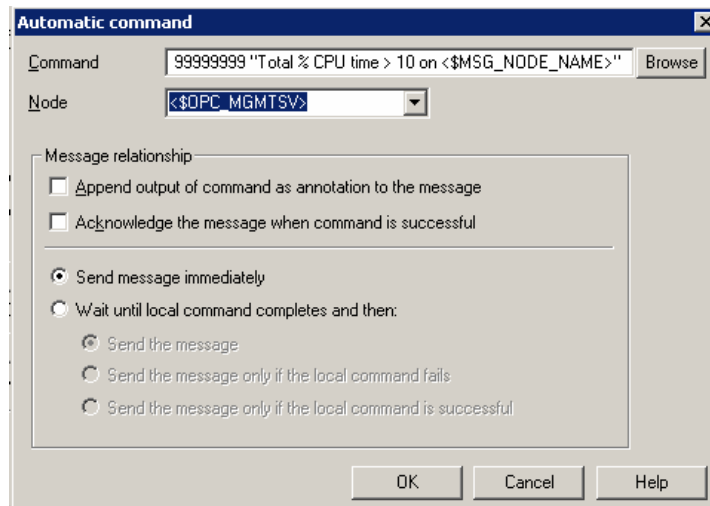 Automatic command
Command 99999999 "Total % CPU time > 10 on <$MSG_NODE_NAME>" Browse
Node <$OPC_MGMTSV>
Message relationship
Append output of command as annotation to the message
Acknowledge the message when command is successful
Send message immediately
Wait until local command completes and then:
Send the message
Send the message only if the local command fails
Send the message only if the local command is successful
OK Cancel Help